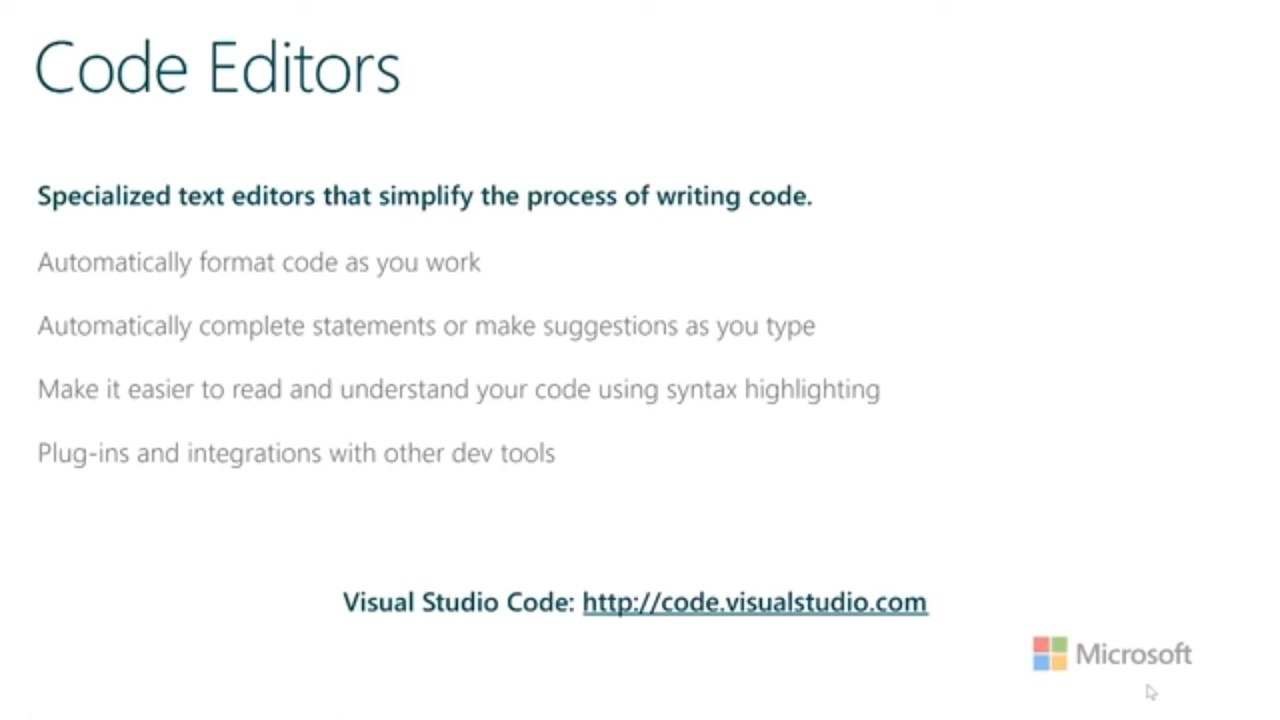 Code Editors
Specialized text editors that simplify the process of writing code.
Automatically format code as you work
Automatically complete statements or make suggestions as you type
Make it easier to read and understand your code using syntax highlighting
Plug-ins and integrations with other dev tools
Visual Studio Code: http://code.visualstudio.com
Microsoft